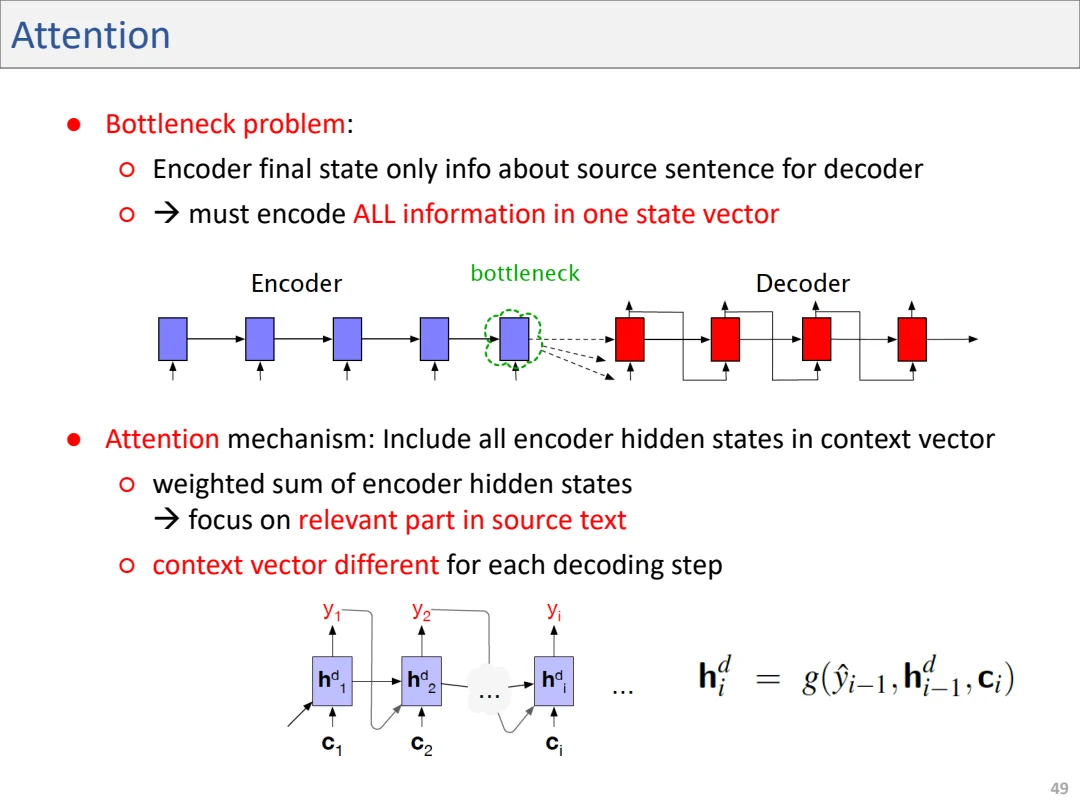 Attention
● Bottleneck problem:
○ Encoder final state only info about source sentence for decoder
○ → must encode ALL information in one state vector
Encoder
bottleneck
Decoder
● Attention mechanism: Include all encoder hidden states in context vector
○ weighted sum of encoder hidden states
→ focus on relevant part in source text
○ context vector different for each decoding step
y₁ y₂ yᵢ
hᵈ₁ hᵈ₂ … hᵈᵢ …
c₁ c₂ cᵢ
hᵢᵈ = g(ŷᵢ₋₁, hᵢ₋₁ᵈ, cᵢ)
49